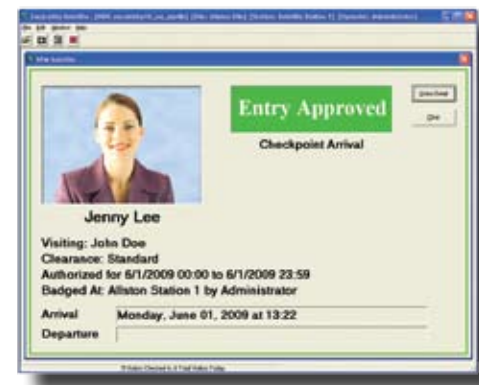 Entry Approved
Checkpoint Arrival
Jenny Lee
Visiting: John Doe
Clearance: Standard
Authorized for 6/1/2009 00:00 to 6/1/2009 23:59
Badged At: Allston Station 1 by Administrator
Arrival Monday, June 01, 2009 at 13:22
Departure